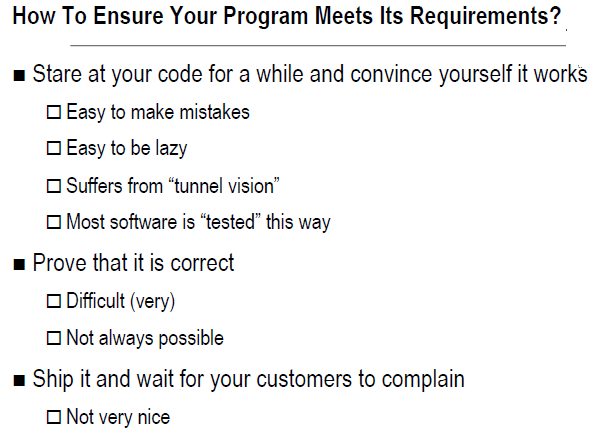 How To Ensure Your Program Meets Its Requirements?
■ Stare at your code for a while and convince yourself it works
□ Easy to make mistakes
□ Easy to be lazy
□ Suffers from “tunnel vision”
□ Most software is “tested” this way
■ Prove that it is correct
□ Difficult (very)
□ Not always possible
■ Ship it and wait for your customers to complain
□ Not very nice